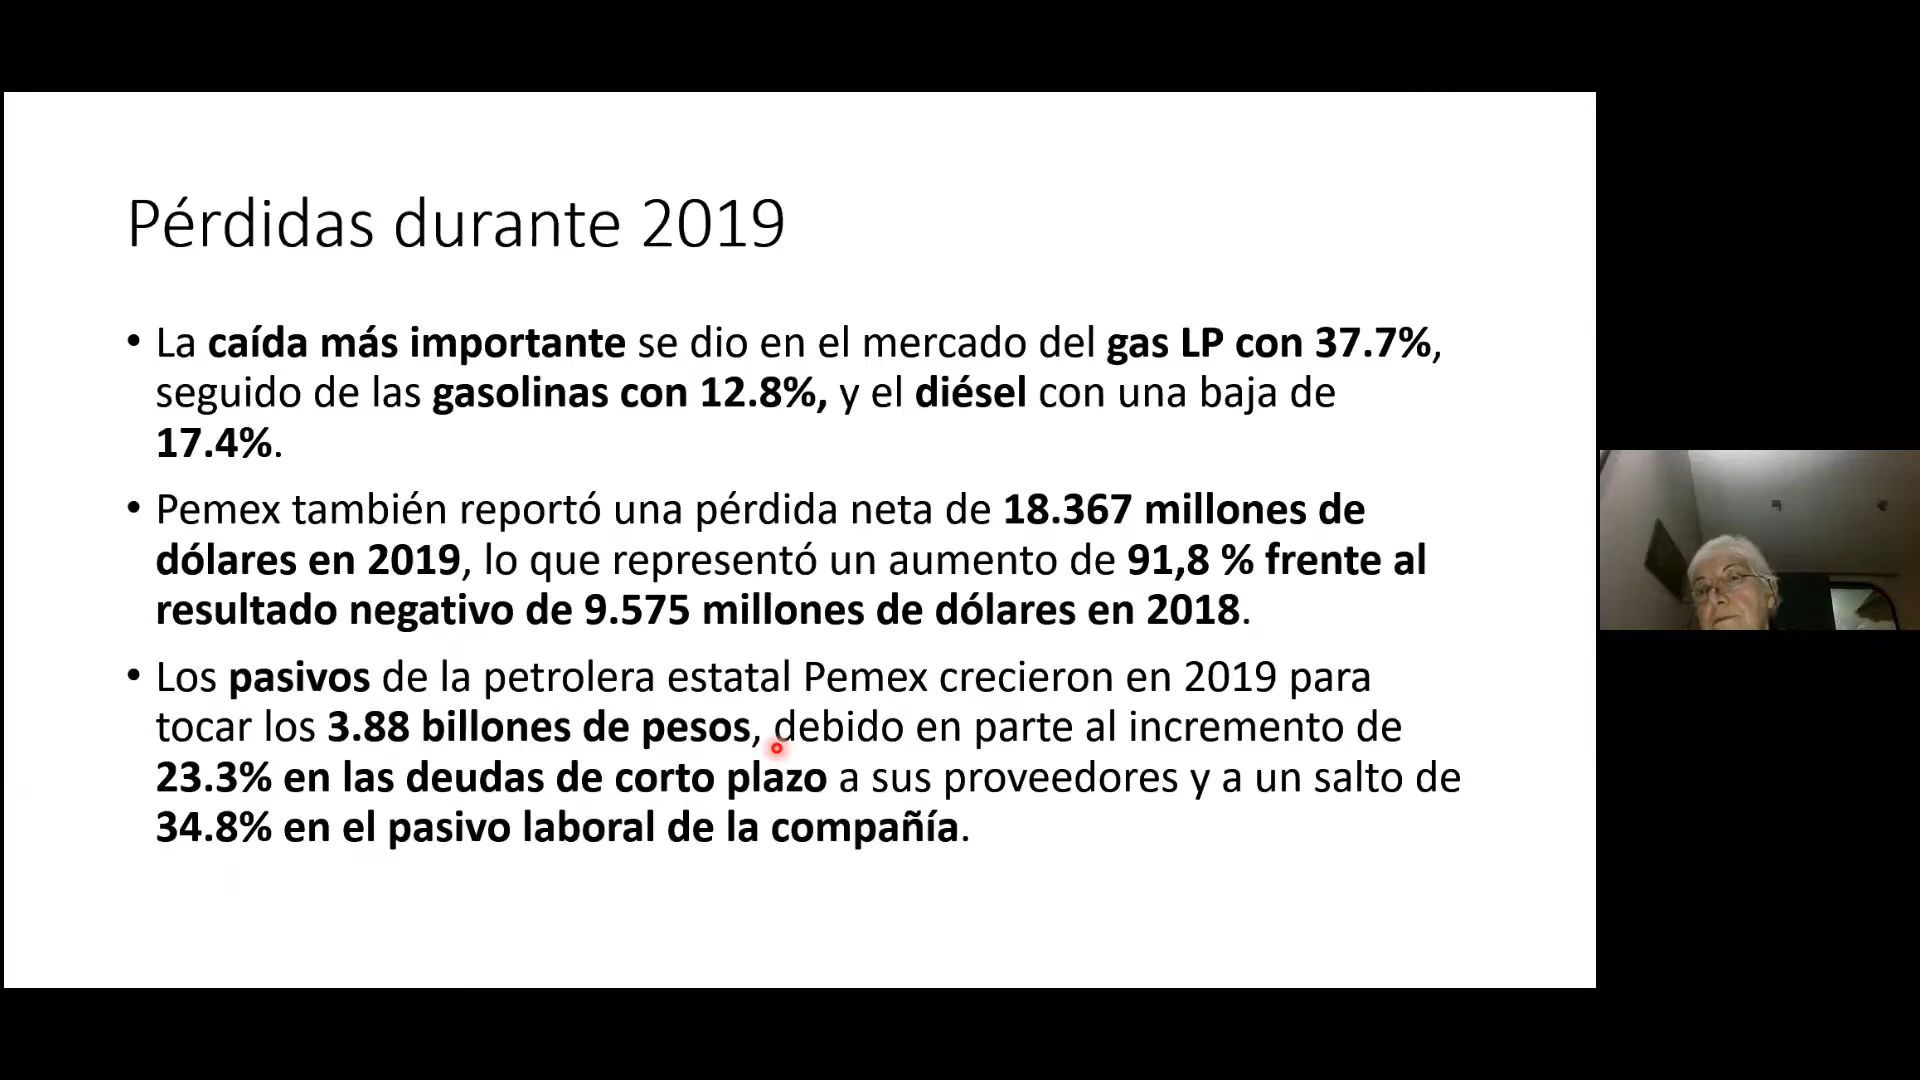 Pérdidas durante 2019
• La caída más importante se dio en el mercado del gas LP con 37.7%,
seguido de las gasolinas con 12.8%, y el diésel con una baja de
17.4%.
• Pemex también reportó una pérdida neta de 18.367 millones de
dólares en 2019, lo que representó un aumento de 91,8 % frente al
resultado negativo de 9.575 millones de dólares en 2018.
• Los pasivos de la petrolera estatal Pemex crecieron en 2019 para
tocar los 3.88 billones de pesos, debido en parte al incremento de
23.3% en las deudas de corto plazo a sus proveedores y a un salto de
34.8% en el pasivo laboral de la compañía.